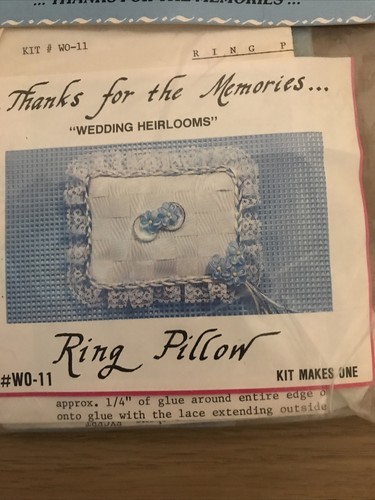 ... THANKS FOR THE MEMORIES ...
KIT # WO-11
RING P
Thanks for the Memories...
"WEDDING HEIRLOOMS"
Ring Pillow
#WO-11
KIT MAKES ONE
approx. 1/4" of glue around entire edge o
onto glue with the lace extending outside